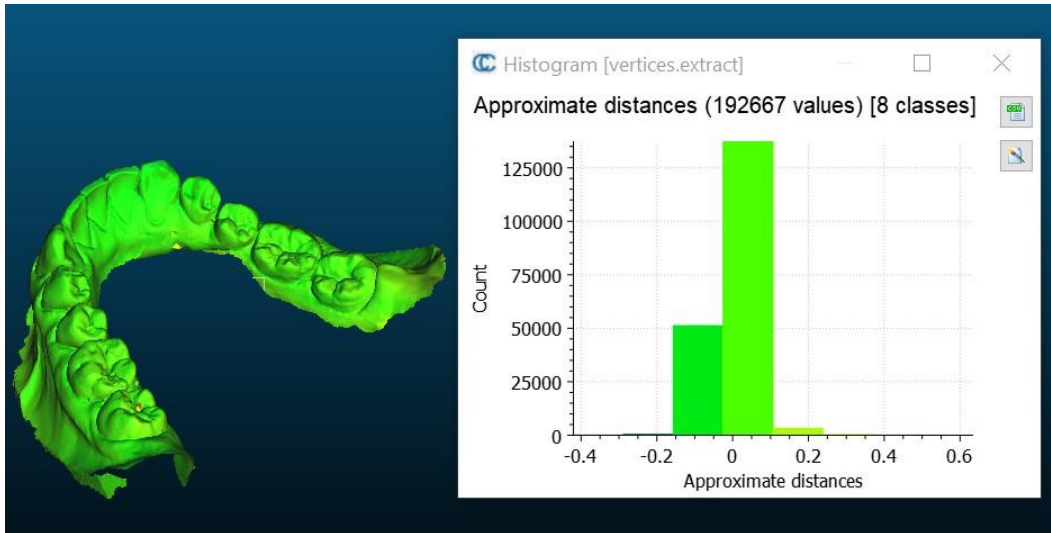 Histogram [vertices.extract]
Approximate distances (192667 values) [8 classes]
CSV
125000
100000
75000
50000
25000
0
Count
-0.4 -0.2 0 0.2 0.4 0.6
Approximate distances